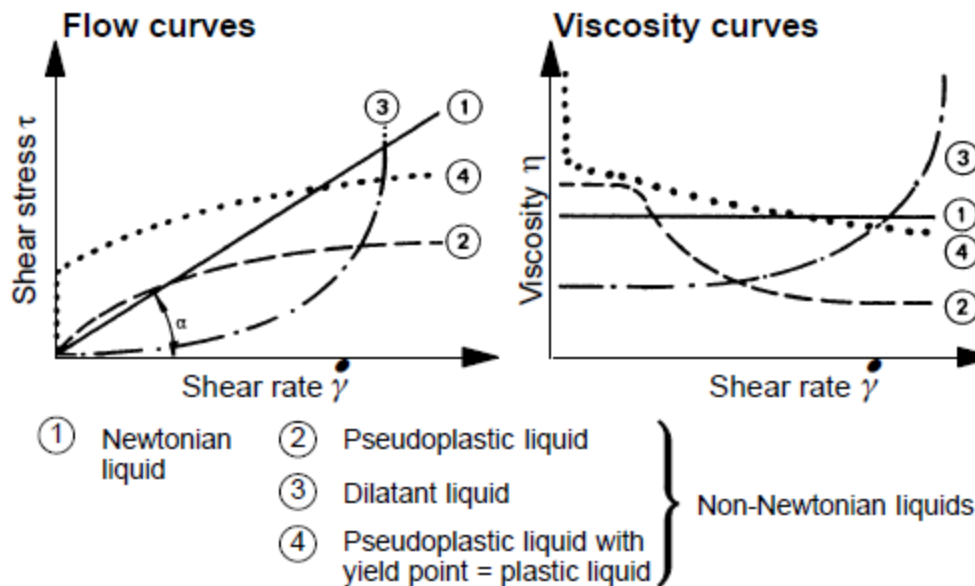 Flow curves
Shear stress τ
③
①
④
②
α
Shear rate γ̇
Viscosity curves
Viscosity η
③
①
④
②
Shear rate γ̇
① Newtonian
liquid
② Pseudoplastic liquid
③ Dilatant liquid
④ Pseudoplastic liquid with
yield point = plastic liquid
Non-Newtonian liquids